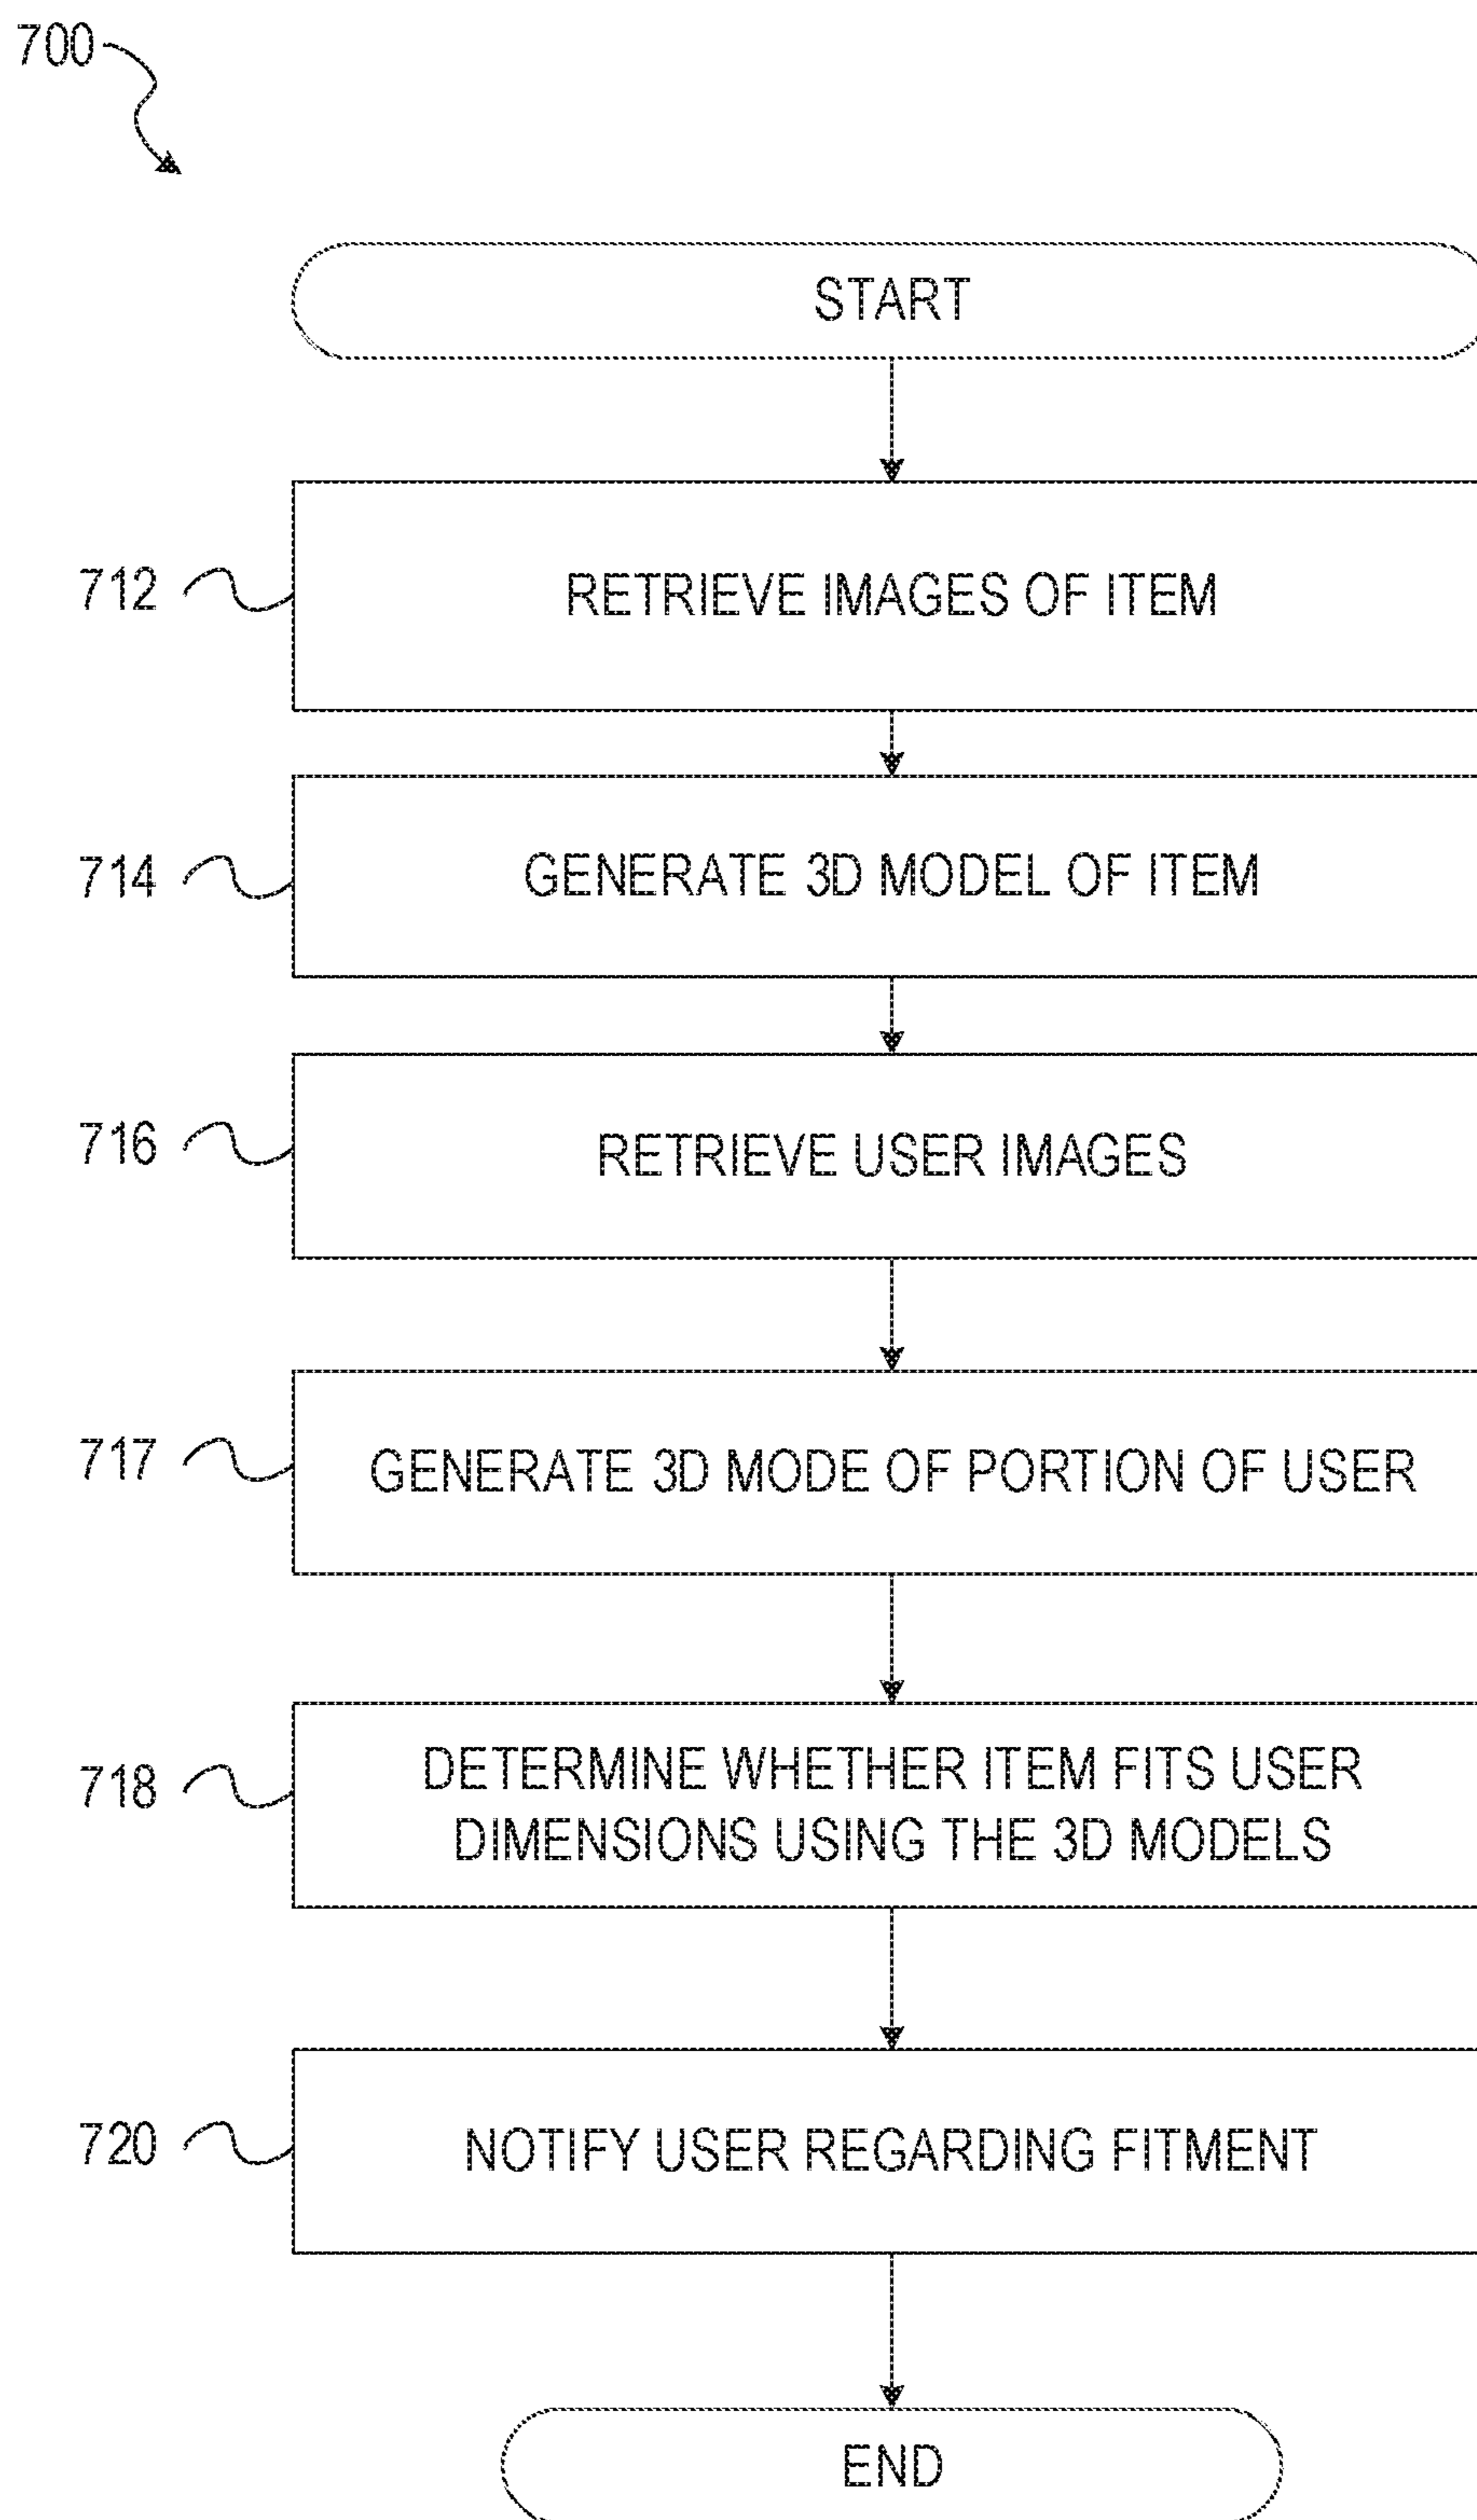 700
START
712
RETRIEVE IMAGES OF ITEM
714
GENERATE 3D MODEL OF ITEM
716
RETRIEVE USER IMAGES
717
GENERATE 3D MODE OF PORTION OF USER
718
DETERMINE WHETHER ITEM FITS USER
DIMENSIONS USING THE 3D MODELS
720
NOTIFY USER REGARDING FITMENT
END